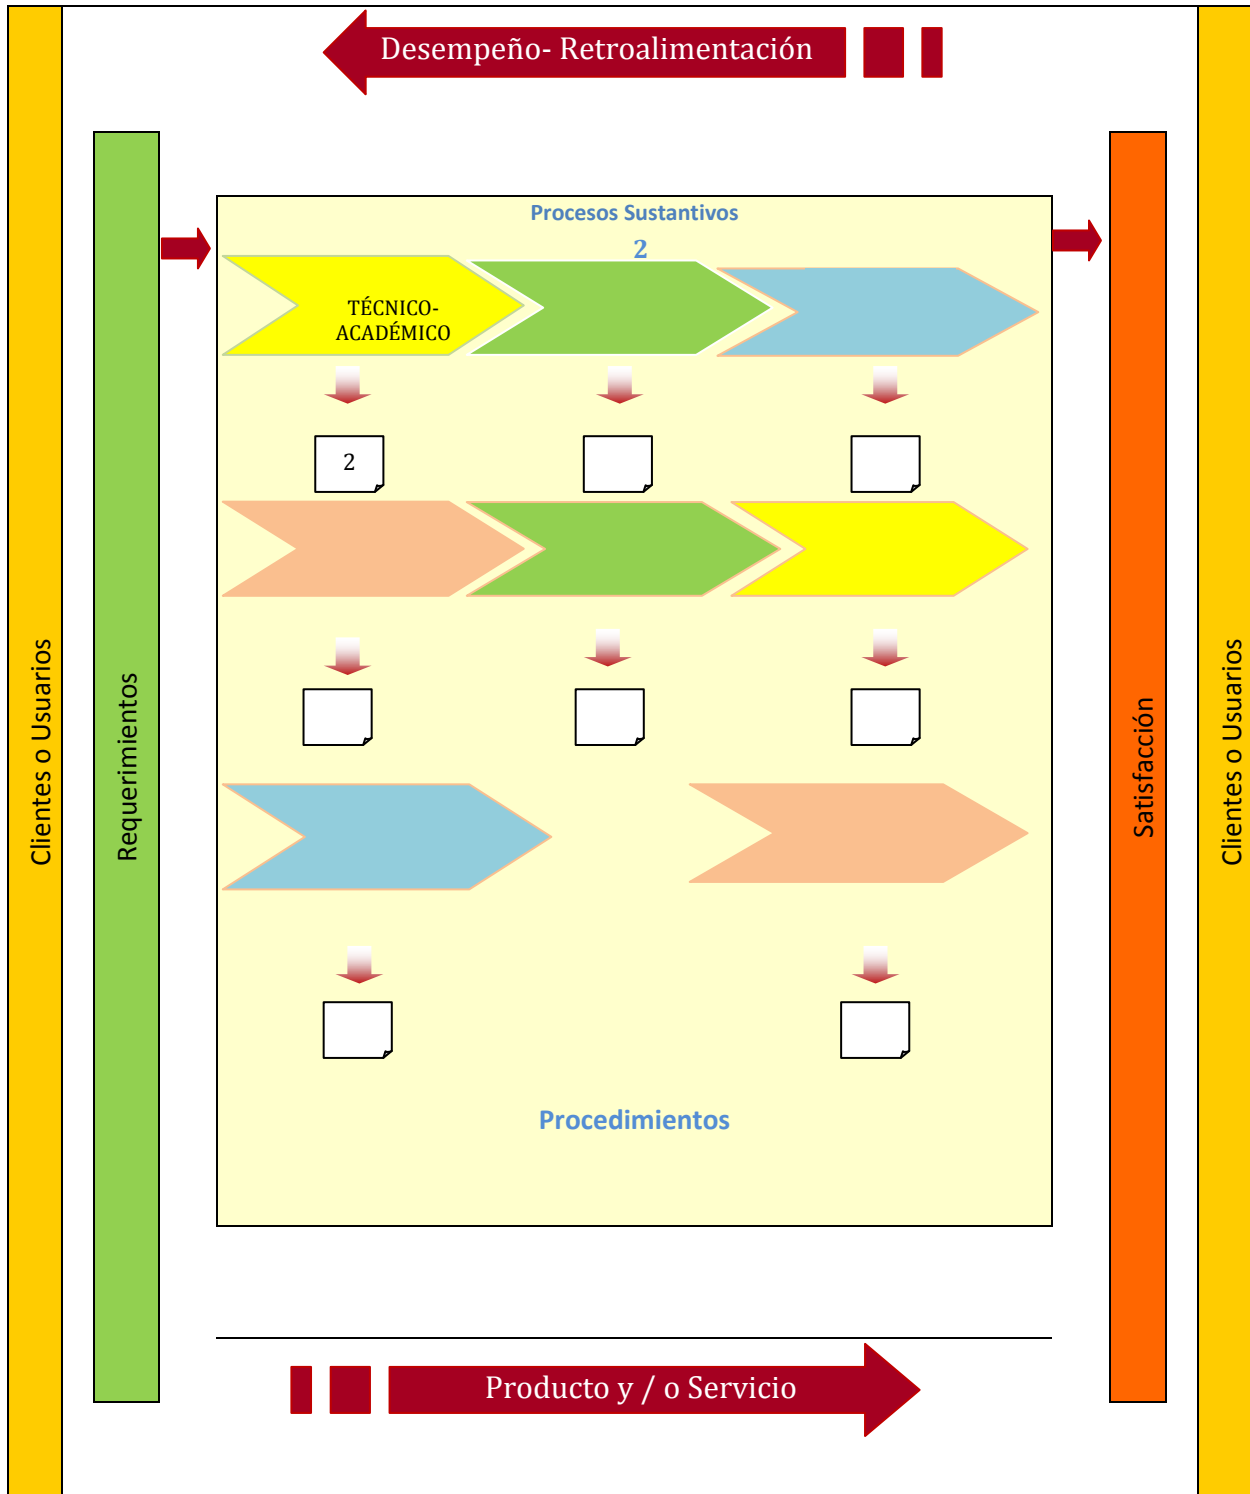 Desempeño- Retroalimentación
Clientes o Usuarios
Requerimientos
Procesos Sustantivos
2
TÉCNICO-
ACADÉMICO
2
Procedimientos
Satisfacción
Clientes o Usuarios
Producto y / o Servicio